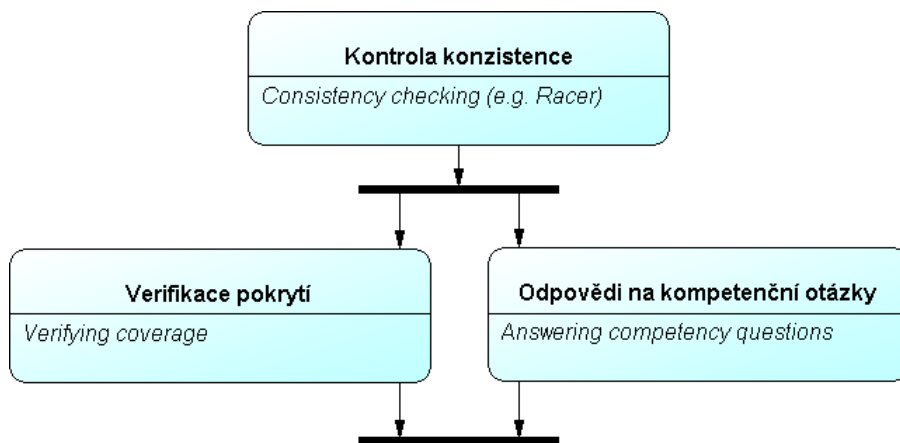 Kontrola konzistence
Consistency checking (e.g. Racer)
Verifikace pokrytí
Verifying coverage
Odpovědi na kompetenční otázky
Answering competency questions